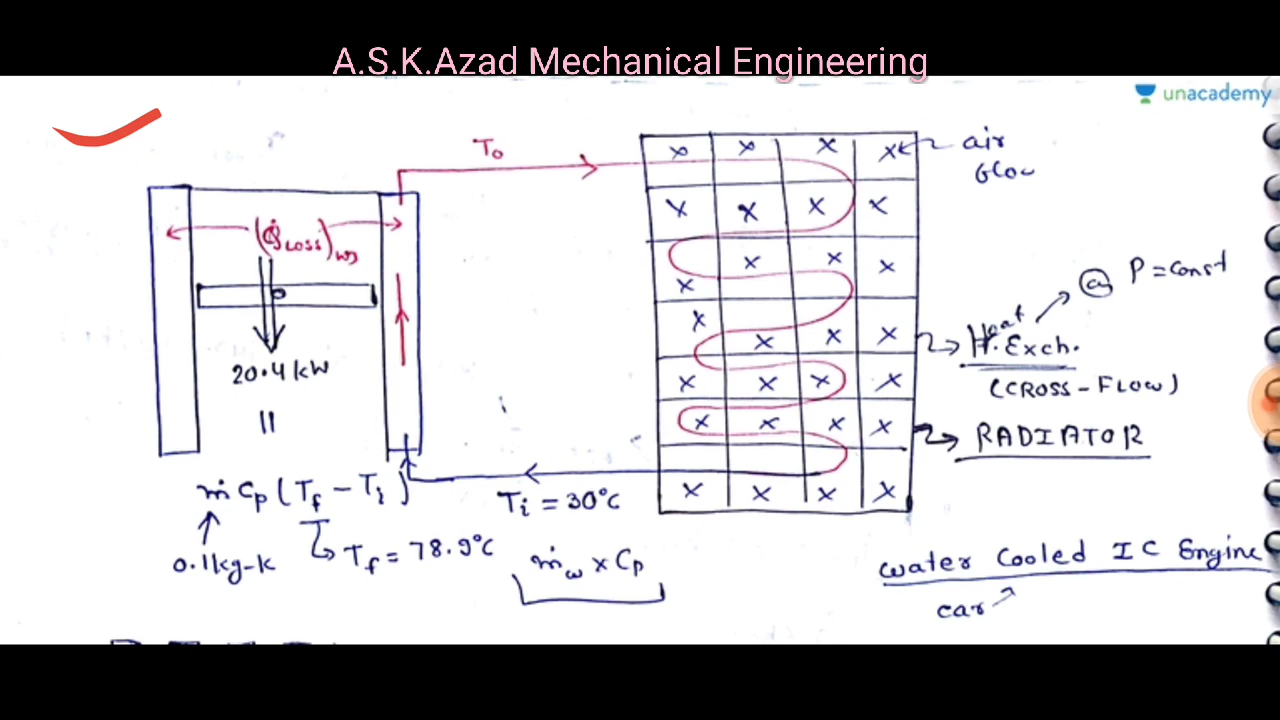 A.S.K.Azad Mechanical Engineering
unacademy
T₀
air
flow
(Q̇LOSS)ws
20.4 kW
=
ṁ Cp (Tf - Ti)
0.1kg-k
Tf = 78.9°C
Ti = 30°C
ṁw x Cp
@ P = const
Heat
H. Exch.
(CROSS-FLOW)
RADIATOR
water cooled IC Engine
car